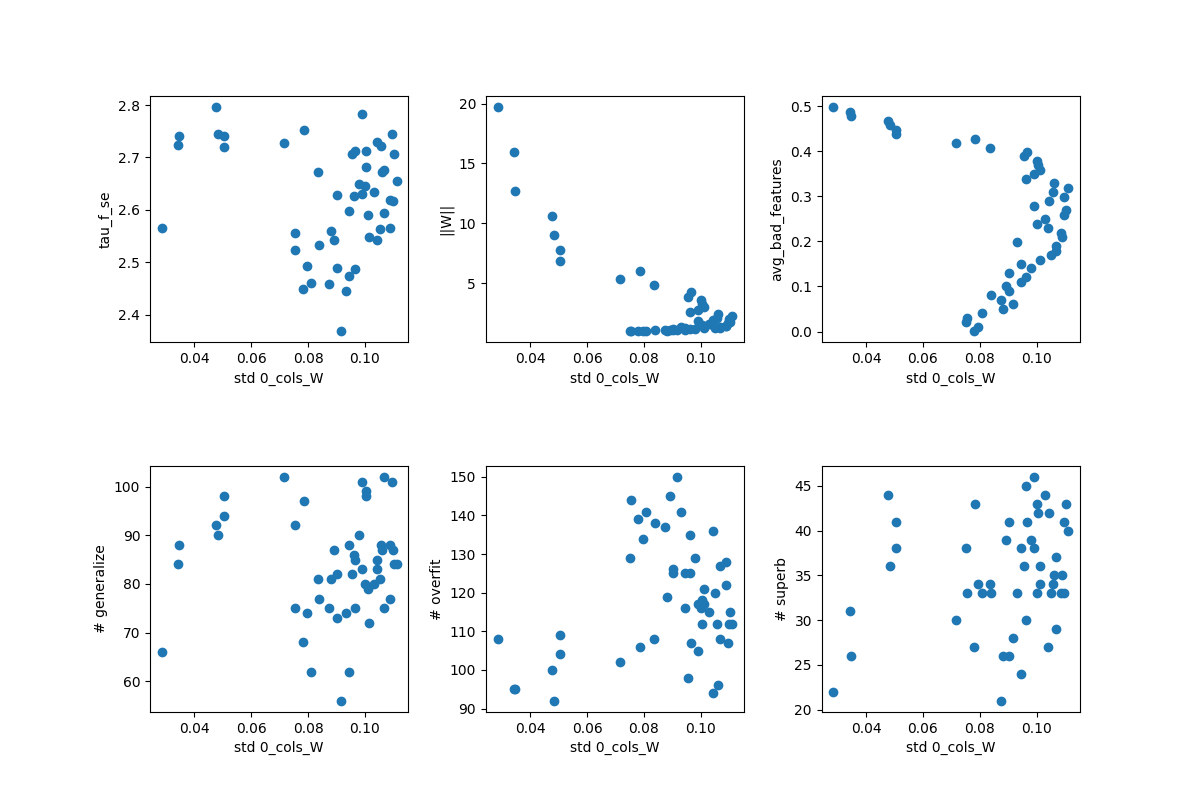 2.8
2.7
2.6
2.5
2.4
tau_f_se
0.04 0.06 0.08 0.10
std 0_cols_W
20
15
10
5
||W||
0.04 0.06 0.08 0.10
std 0_cols_W
0.5
0.4
0.3
0.2
0.1
0.0
avg_bad_features
0.04 0.06 0.08 0.10
std 0_cols_W
100
90
80
70
60
# generalize
0.04 0.06 0.08 0.10
std 0_cols_W
150
140
130
120
110
100
90
# overfit
0.04 0.06 0.08 0.10
std 0_cols_W
45
40
35
30
25
20
# superb
0.04 0.06 0.08 0.10
std 0_cols_W